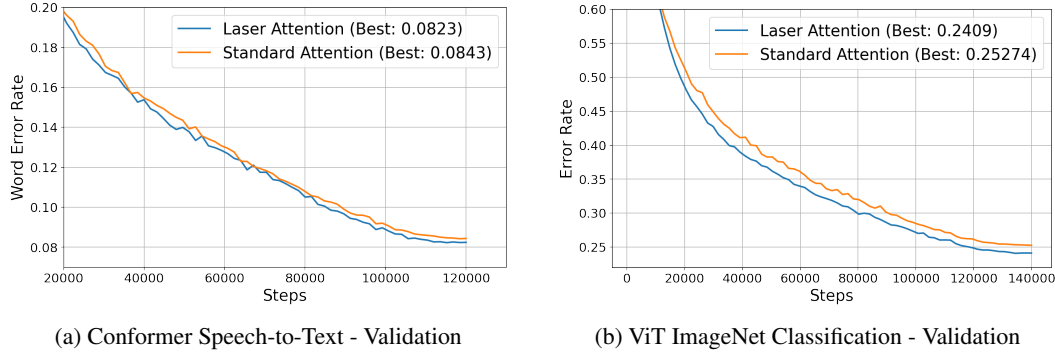 0.20
0.18
0.16
0.14
0.12
0.10
0.08
Word Error Rate
Laser Attention (Best: 0.0823)
Standard Attention (Best: 0.0843)
20000 40000 60000 80000 100000 120000
Steps
(a) Conformer Speech-to-Text - Validation
0.60
0.55
0.50
0.45
0.40
0.35
0.30
0.25
Error Rate
Laser Attention (Best: 0.2409)
Standard Attention (Best: 0.25274)
0 20000 40000 60000 80000 100000 120000 140000
Steps
(b) ViT ImageNet Classification - Validation